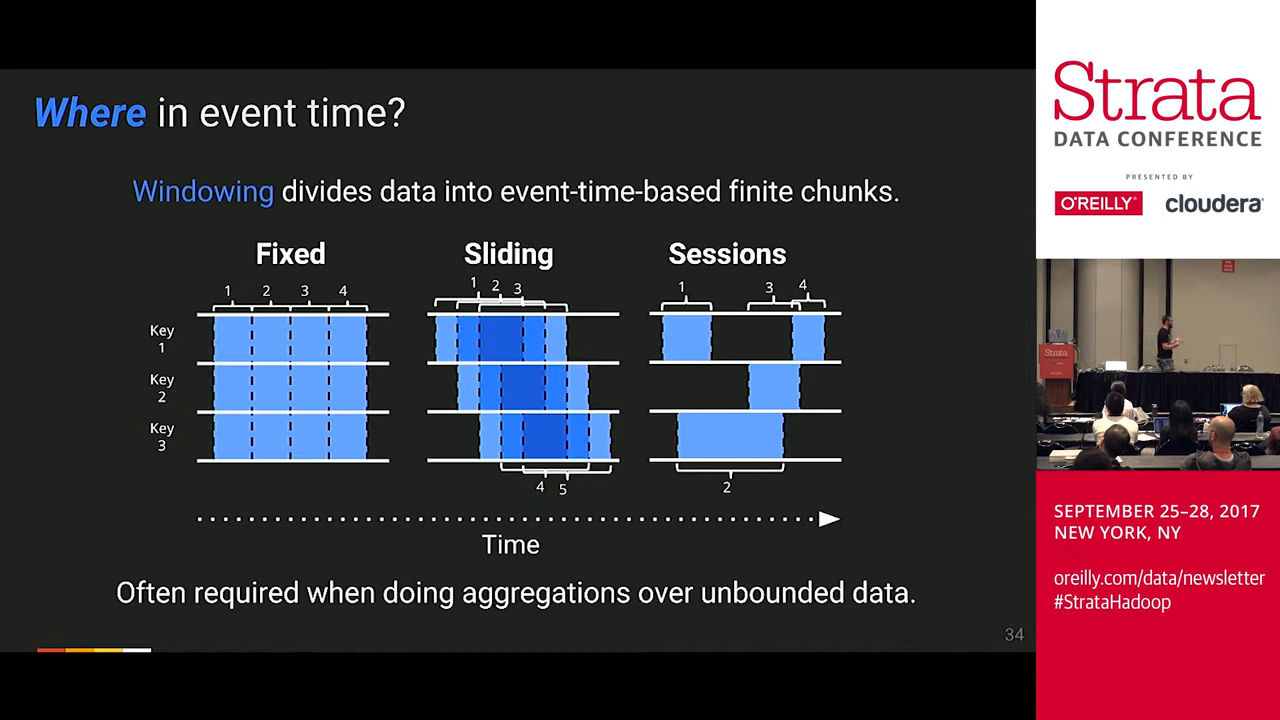 Where in event time?
Windowing divides data into event-time-based finite chunks.
Fixed
Sliding
Sessions
1 2 3 4
1 2 3
1 3 4
Key
1
Key
2
Key
3
4 5
2
Time
Often required when doing aggregations over unbounded data.
34
Strata
DATA CONFERENCE
PRESENTED BY
O'REILLY®
cloudera
Strata
SEPTEMBER 25–28, 2017
NEW YORK, NY
oreilly.com/data/newsletter
#StrataHadoop